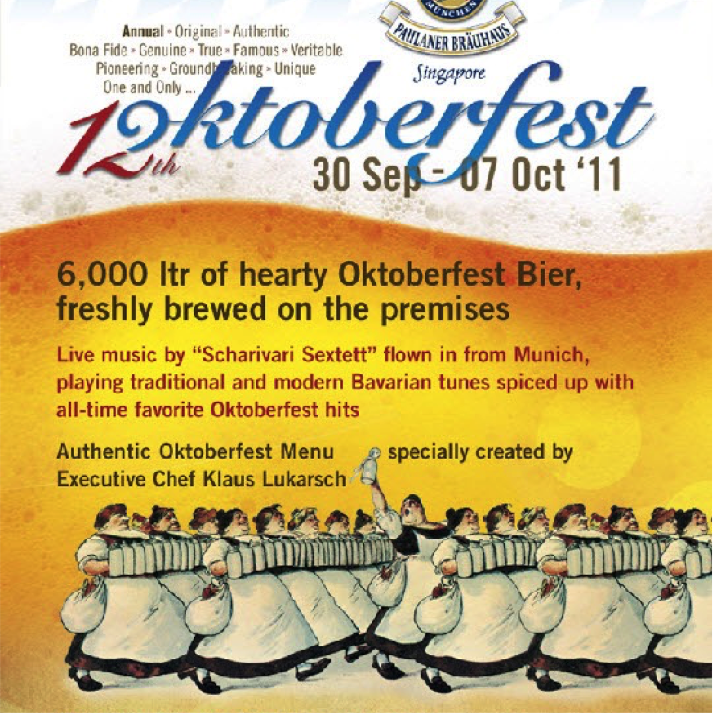 Annual • Original • Authentic
Bona Fide • Genuine • True • Famous • Veritable
Pioneering • Groundbreaking • Unique
One and Only ...
MÜNCHEN
PAULANER BRÄUHAUS
Singapore
12th oktoberfest
30 Sep - 07 Oct ‘11
6,000 ltr of hearty Oktoberfest Bier,
freshly brewed on the premises
Live music by “Scharivari Sextett” flown in from Munich,
playing traditional and modern Bavarian tunes spiced up with
all-time favorite Oktoberfest hits
Authentic Oktoberfest Menu specially created by
Executive Chef Klaus Lukarsch